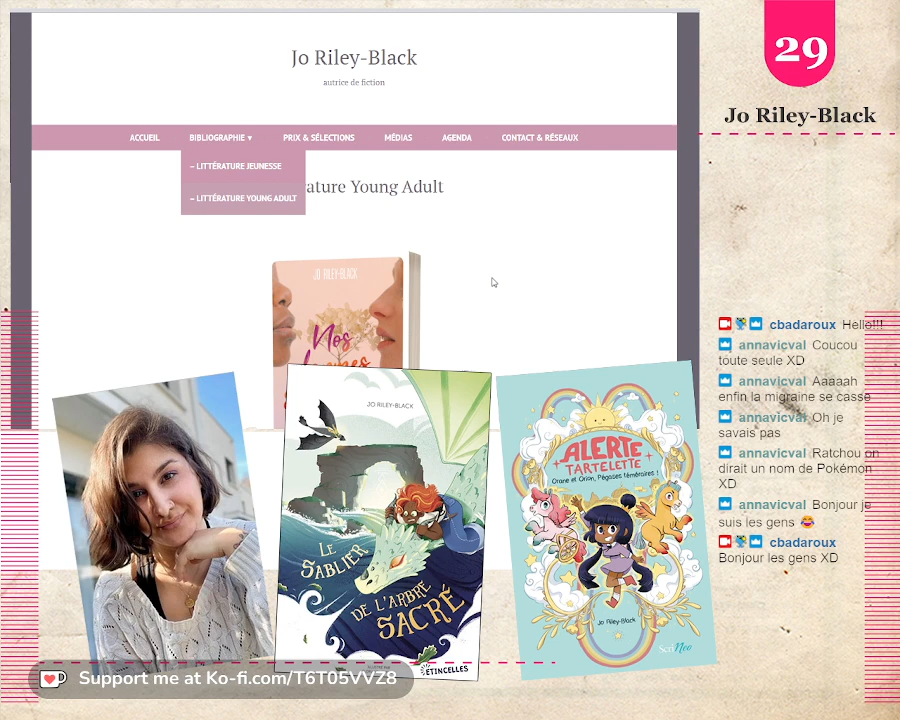 Jo Riley-Black
autrice de fiction
ACCUEIL BIBLIOGRAPHIE ▾ PRIX & SÉLECTIONS MÉDIAS AGENDA CONTACT & RÉSEAUX
– LITTÉRATURE JEUNESSE
– LITTÉRATURE YOUNG ADULT
ature Young Adult
JO RILEY-BLACK
Nos
29
Jo Riley-Black
cbadaroux Hello!!!
annavicval Coucou
toute seule XD
annavicval Aaaaah
enfin la migraine se casse
annavicval Oh je
savais pas
annavicval Ratchou on
dirait un nom de Pokémon
XD
annavicval Bonjour je
suis les gens 😂
cbadaroux
Bonjour les gens XD
JO RILEY-BLACK
LE
SABLIER
DE L'ARBRE
SACRÉ
ÉTINCELLES
ALERTE
TARTELETTE
Orane et Orion, Pégases téméraires !
Jo Riley-Black
ScriNeo
Support me at Ko-fi.com/T6T05VVZ8